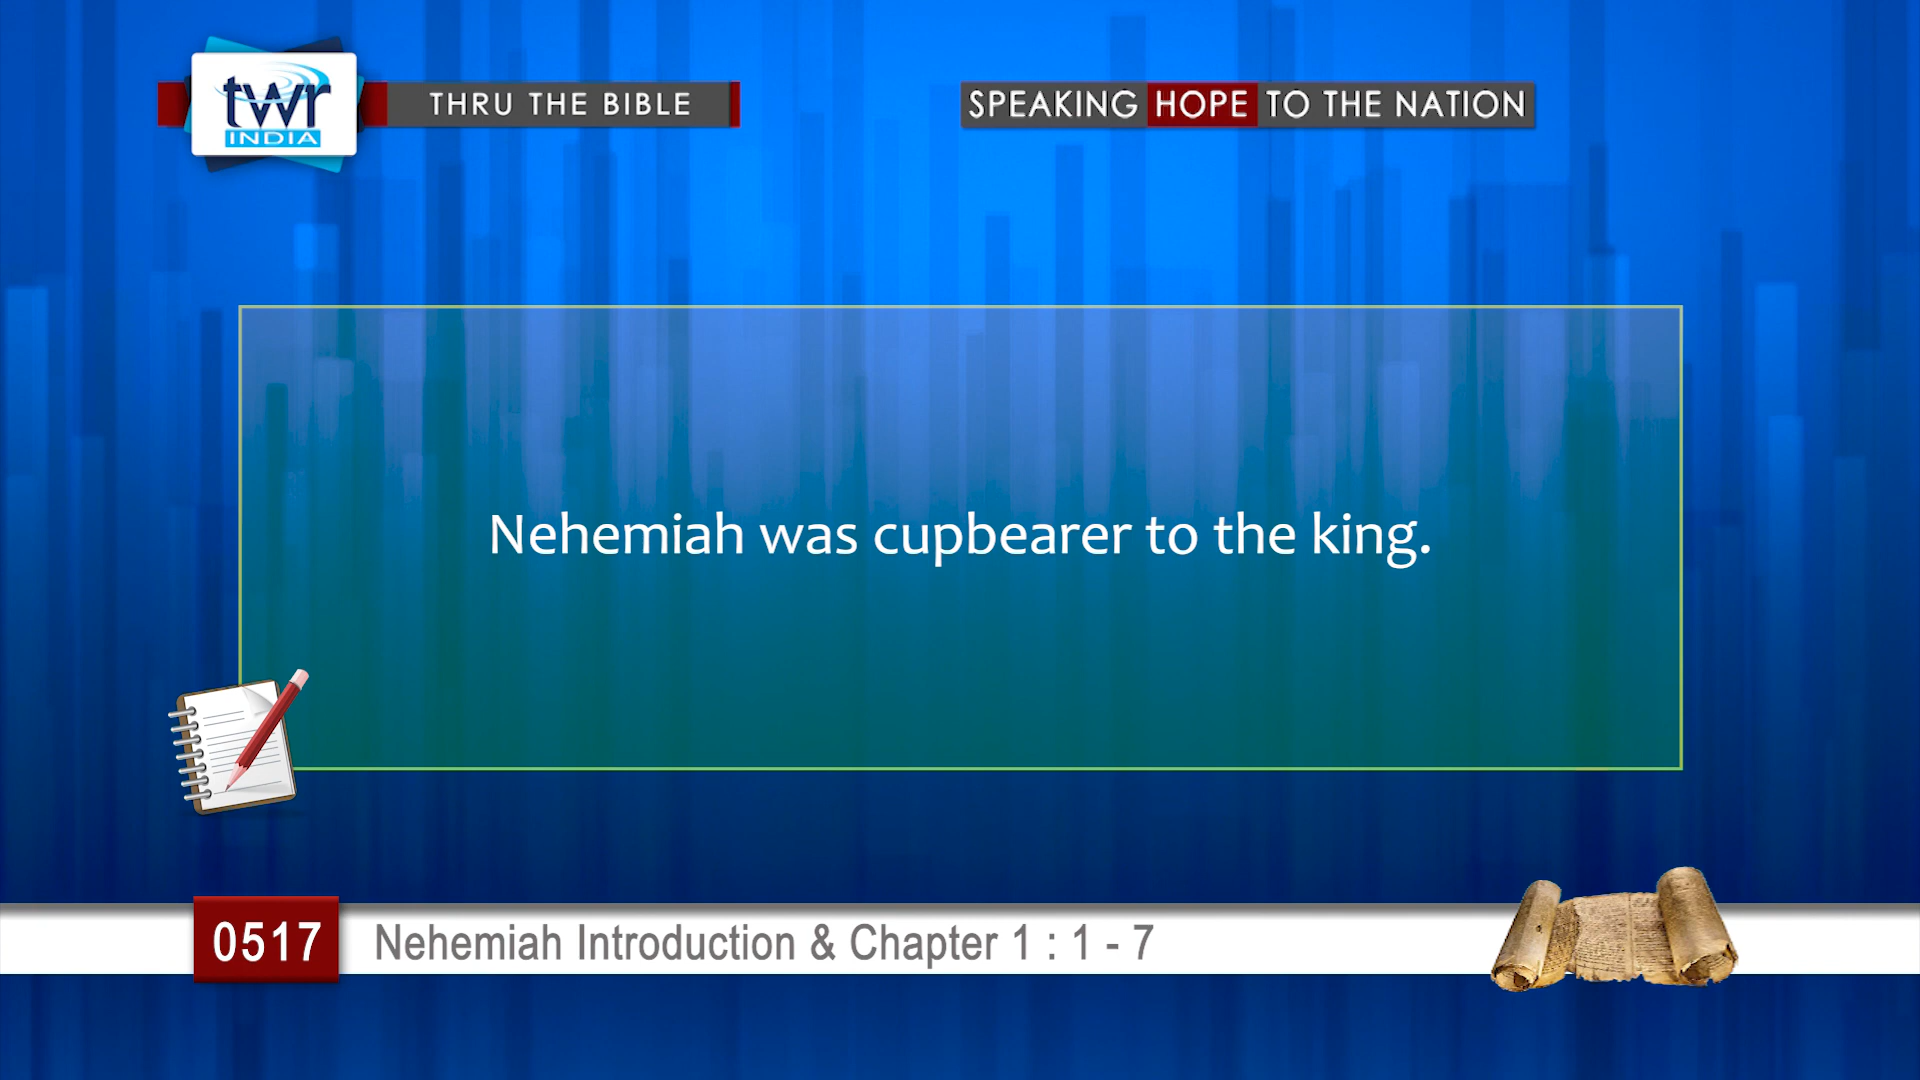 twr
INDIA
THRU THE BIBLE
SPEAKING HOPE TO THE NATION
Nehemiah was cupbearer to the king.
0517
Nehemiah Introduction & Chapter 1 : 1 - 7